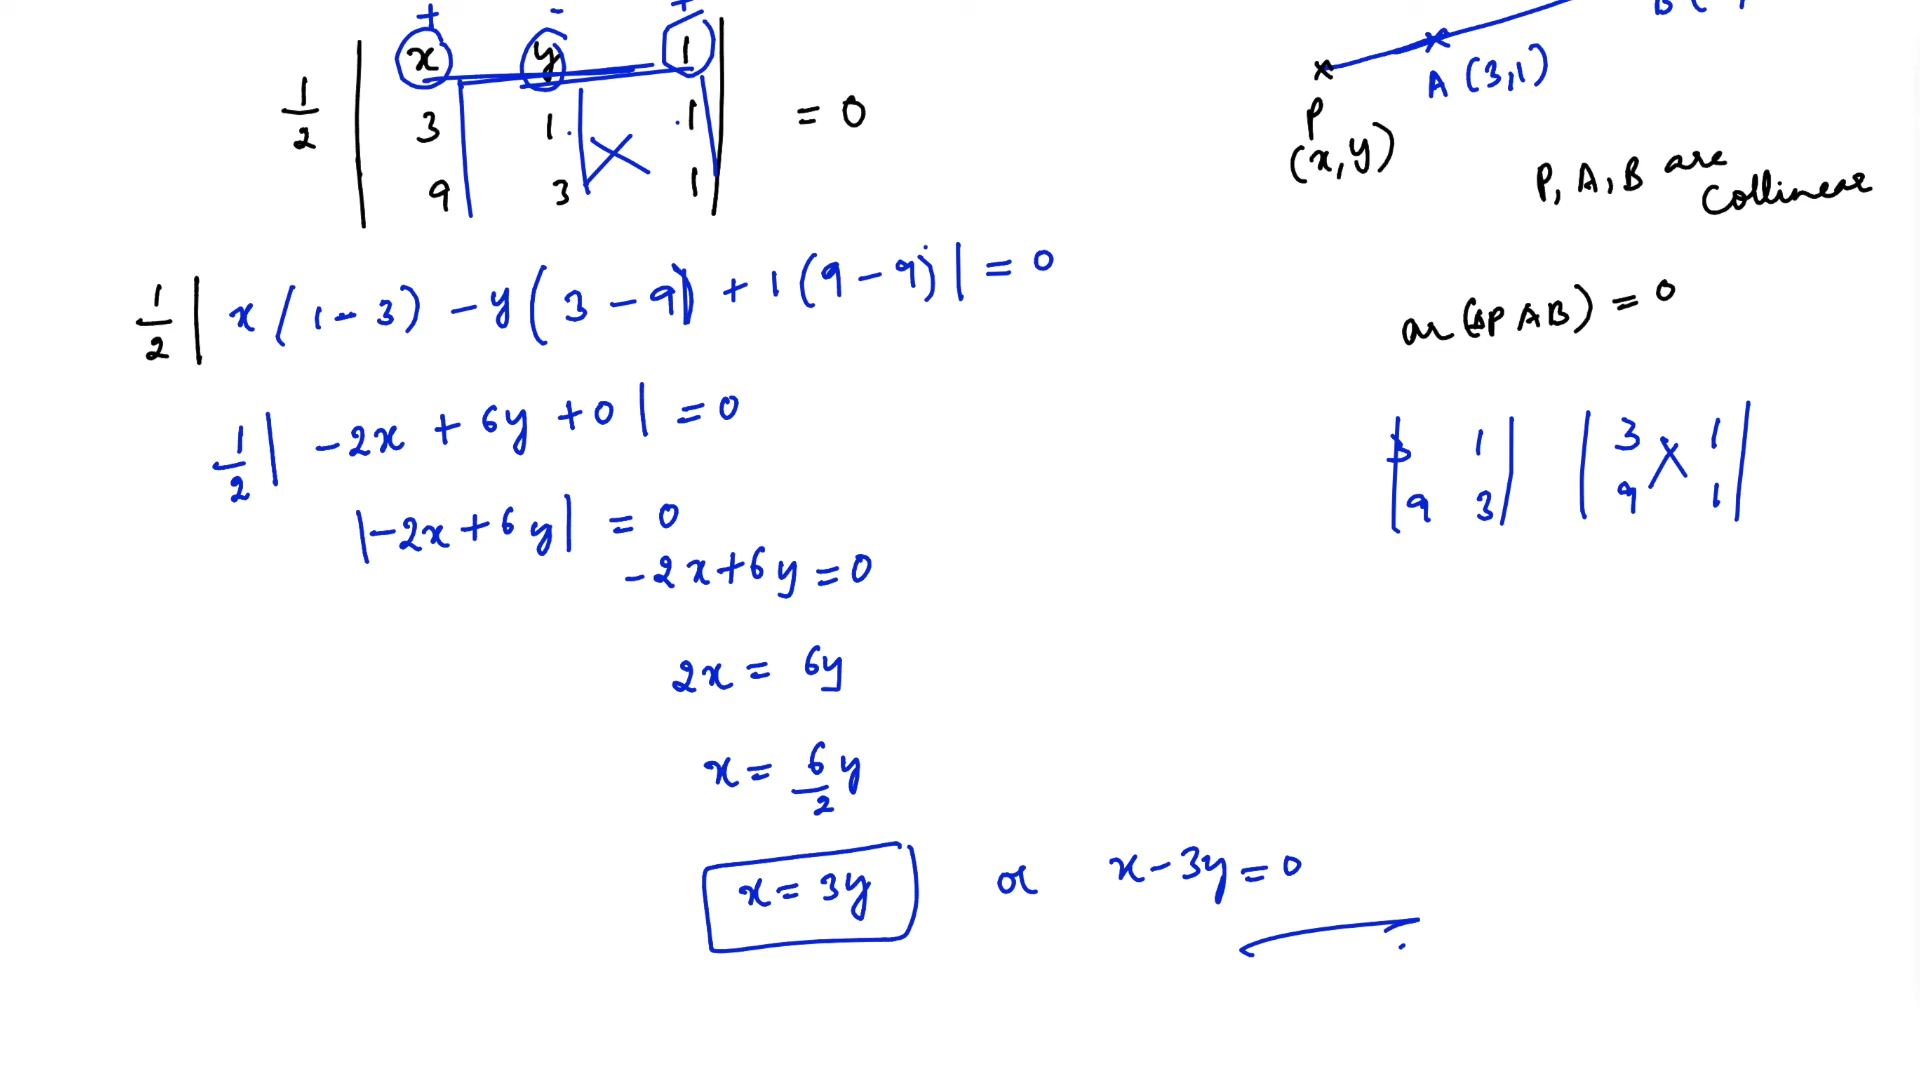 + - +
1/2 | x y 1 | = 0
| 3 1 1 |
| 9 3 1 |
A (3,1)
P
(x,y)
P, A, B are
Collinear
1/2 | x(1-3) - y(3-9) + 1(9-9) | = 0
ar(ΔPAB) = 0
1/2 | -2x + 6y + 0 | = 0
| 3 1 | | 3 1 |
| 9 3 | | 9 1 |
|-2x+6y| = 0
-2x+6y=0
2x = 6y
x = 6/2 y
x = 3y or x-3y=0